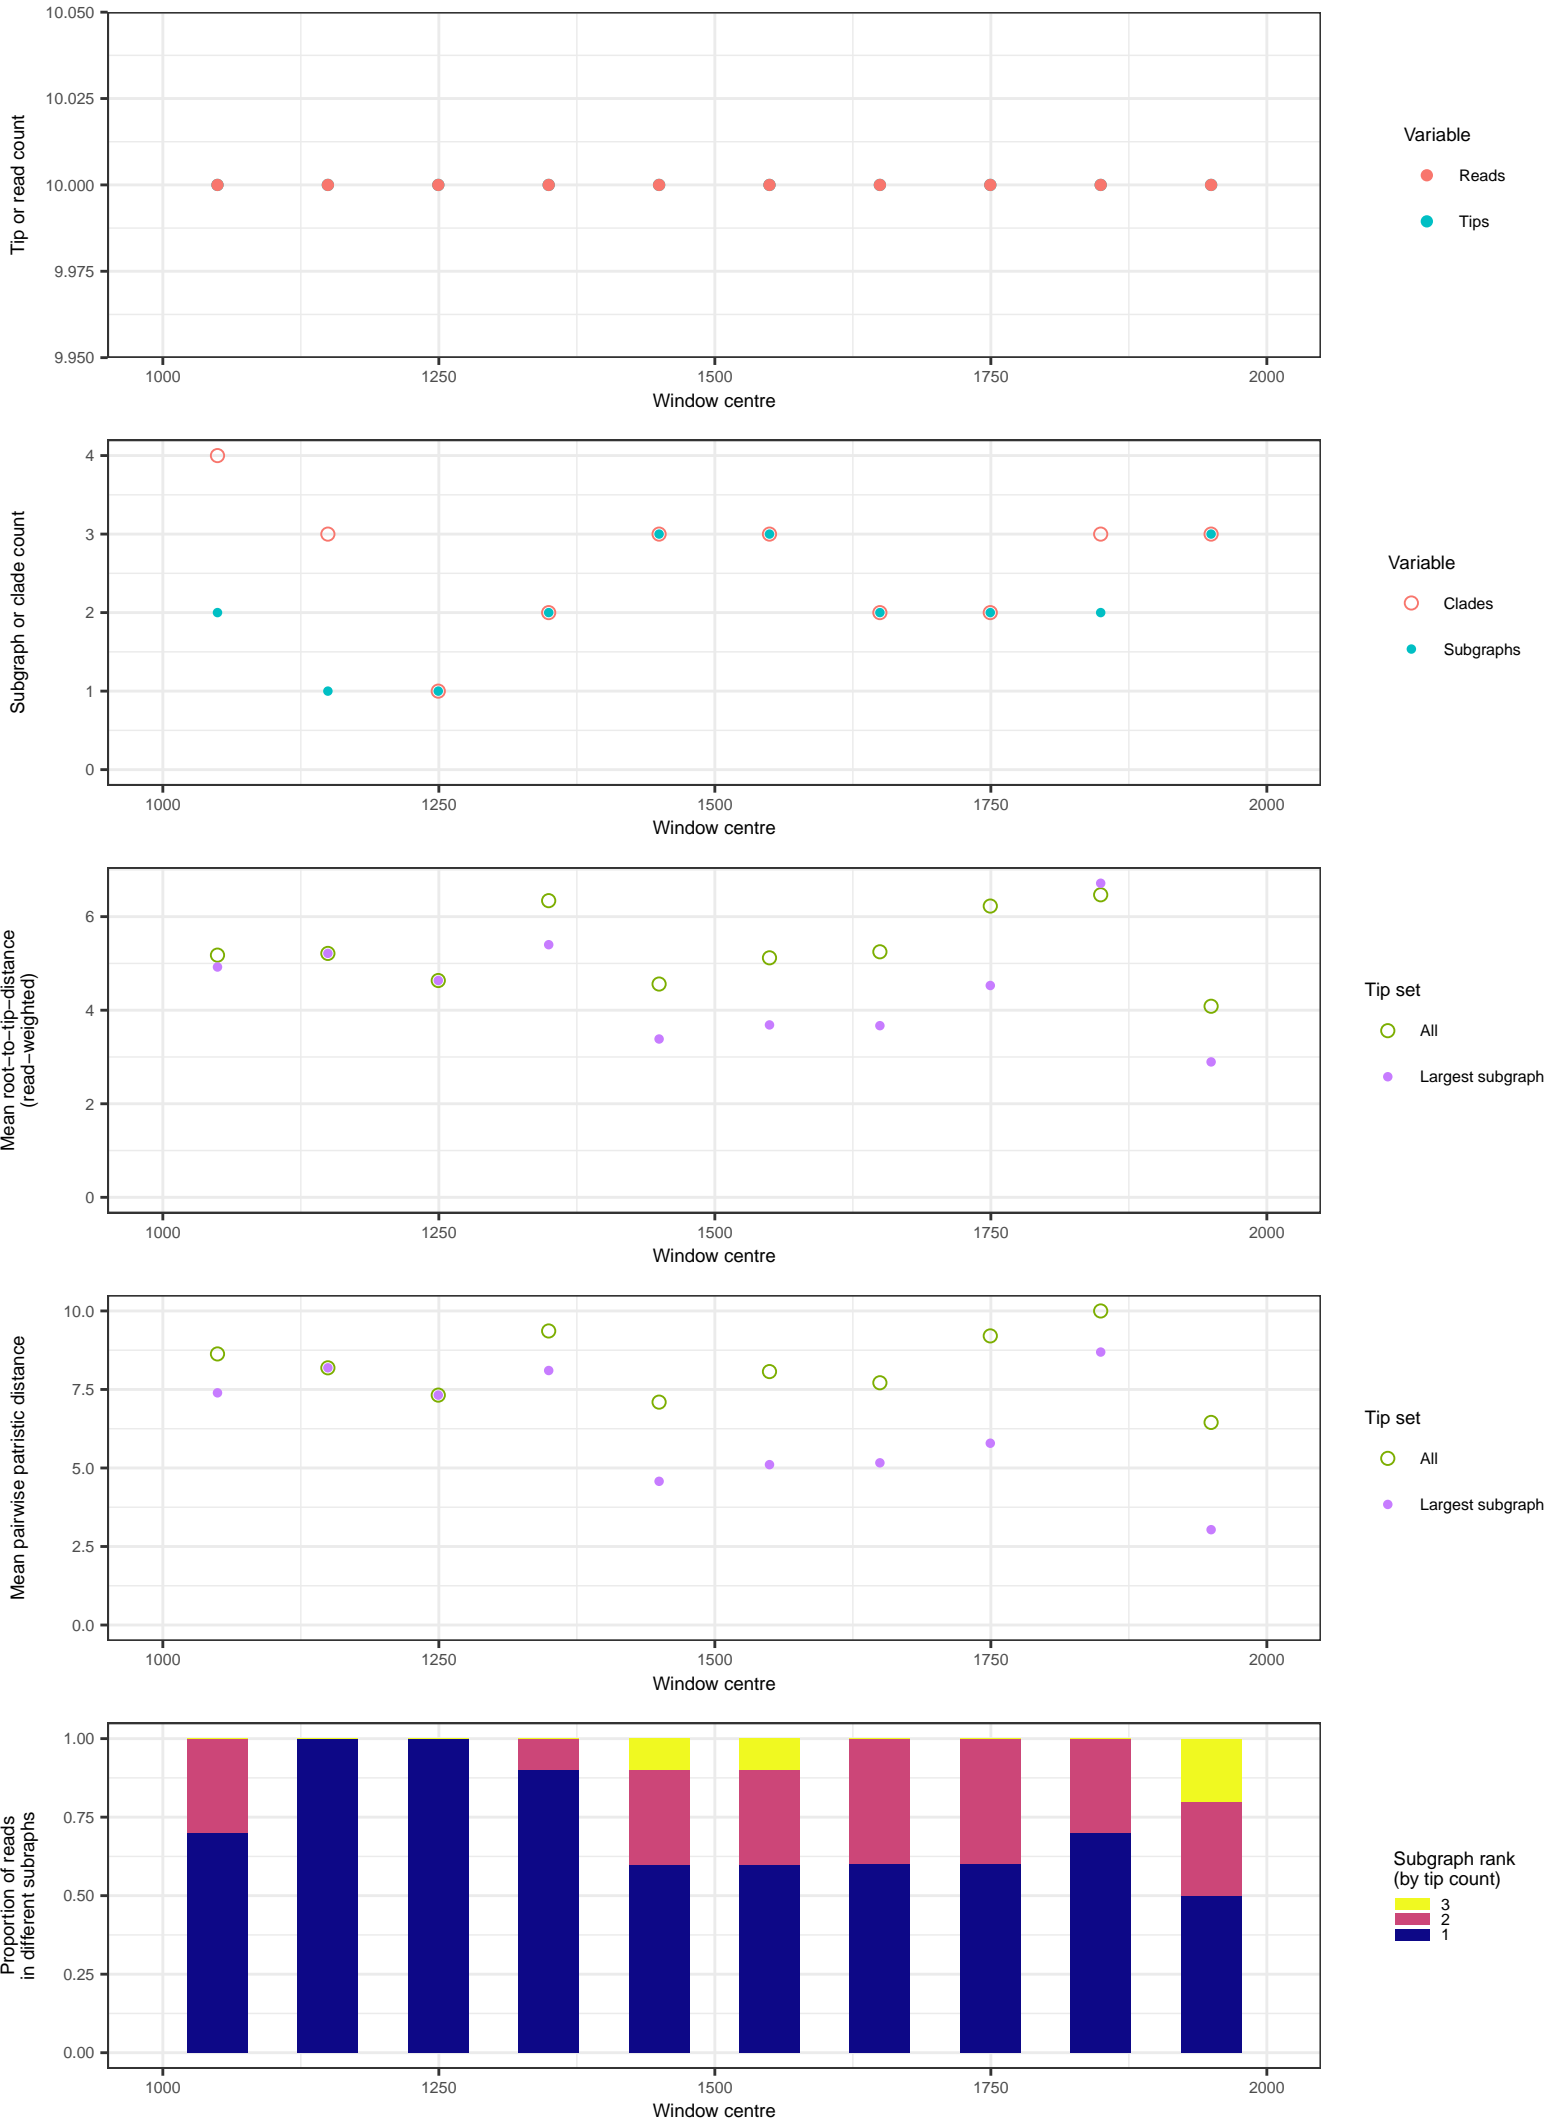 10.050
10.025
10.000
9.975
9.950
Tip or read count
1000
1250
1500
1750
2000
Window centre
Variable
Reads
Tips
4
3
2
1
0
Subgraph or clade count
1000
1250
1500
1750
2000
Window centre
Variable
Clades
Subgraphs
6
4
2
0
Mean root−to−tip−distance
(read−weighted)
1000
1250
1500
1750
2000
Window centre
Tip set
All
Largest subgraph
10.0
7.5
5.0
2.5
0.0
Mean pairwise patristic distance
1000
1250
1500
1750
2000
Window centre
Tip set
All
Largest subgraph
1.00
0.75
0.50
0.25
0.00
Proportion of reads
in different subraphs
1000
1250
1500
1750
2000
Window centre
Subgraph rank
(by tip count)
3
2
1